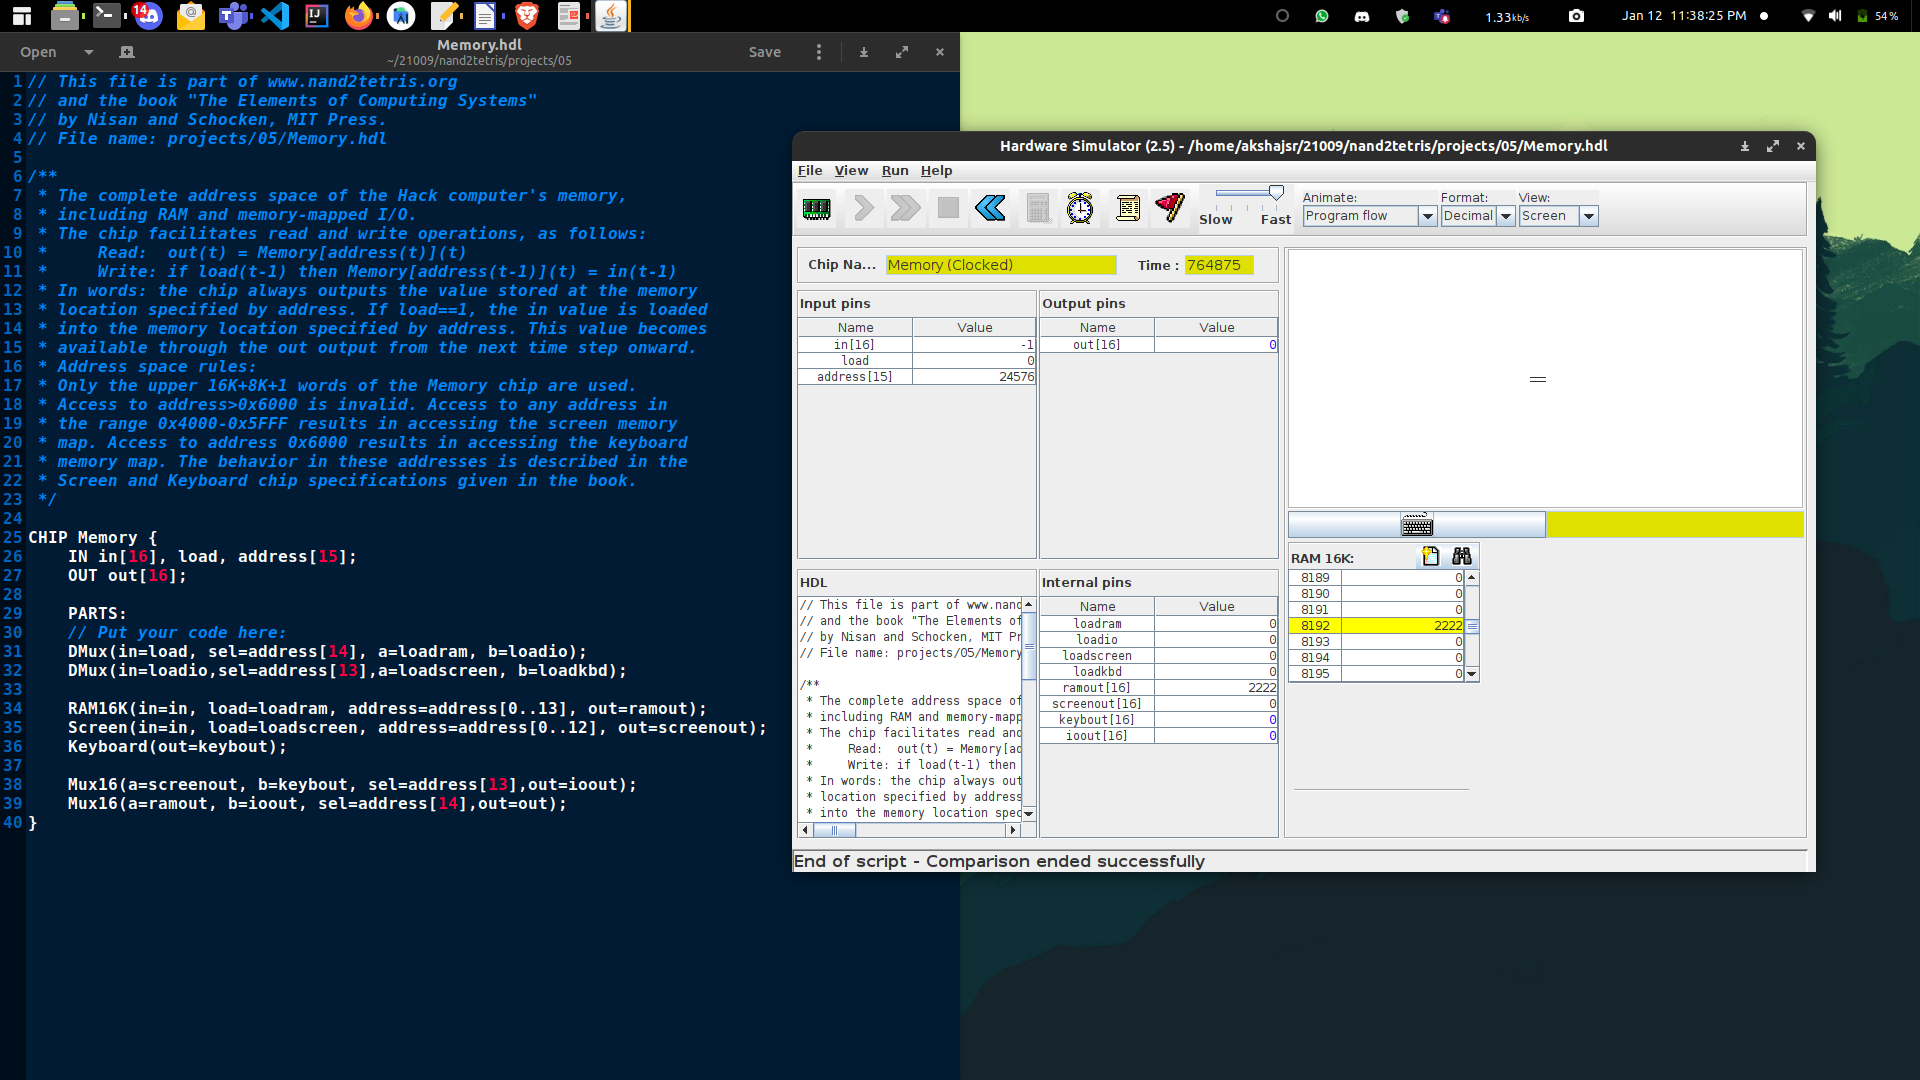 14
1.33kb/s
Jan 12 11:38:25 PM
54 %
Open
Memory.hdl
~/21009/nand2tetris/projects/05
Save
1 // This file is part of www.nand2tetris.org
2 // and the book "The Elements of Computing Systems"
3 // by Nisan and Schocken, MIT Press.
4 // File name: projects/05/Memory.hdl
5
6 /**
7  * The complete address space of the Hack computer's memory,
8  * including RAM and memory-mapped I/O.
9  * The chip facilitates read and write operations, as follows:
10  *     Read:  out(t) = Memory[address(t)](t)
11  *     Write: if load(t-1) then Memory[address(t-1)](t) = in(t-1)
12  * In words: the chip always outputs the value stored at the memory
13  * location specified by address. If load==1, the in value is loaded
14  * into the memory location specified by address. This value becomes
15  * available through the out output from the next time step onward.
16  * Address space rules:
17  * Only the upper 16K+8K+1 words of the Memory chip are used.
18  * Access to address>0x6000 is invalid. Access to any address in
19  * the range 0x4000-0x5FFF results in accessing the screen memory
20  * map. Access to address 0x6000 results in accessing the keyboard
21  * memory map. The behavior in these addresses is described in the
22  * Screen and Keyboard chip specifications given in the book.
23  */
24
25 CHIP Memory {
26     IN in[16], load, address[15];
27     OUT out[16];
28
29     PARTS:
30     // Put your code here:
31     DMux(in=load, sel=address[14], a=loadram, b=loadio);
32     DMux(in=loadio,sel=address[13],a=loadscreen, b=loadkbd);
33
34     RAM16K(in=in, load=loadram, address=address[0..13], out=ramout);
35     Screen(in=in, load=loadscreen, address=address[0..12], out=screenout);
36     Keyboard(out=keybout);
37
38     Mux16(a=screenout, b=keybout, sel=address[13],out=ioout);
39     Mux16(a=ramout, b=ioout, sel=address[14],out=out);
40 }
Hardware Simulator (2.5) - /home/akshajsr/21009/nand2tetris/projects/05/Memory.hdl
File View Run Help
Slow Fast
Animate: Format: View:
Program flow Decimal Screen
Chip Na... Memory (Clocked) Time : 764875
Input pins
Name Value
in[16] -1
load 0
address[15] 24576
Output pins
Name Value
out[16] 0
HDL
// This file is part of www.nand
// and the book "The Elements of
// by Nisan and Schocken, MIT Pr
// File name: projects/05/Memory
/**
 * The complete address space of
 * including RAM and memory-mapp
 * The chip facilitates read and
 *     Read:  out(t) = Memory[ad
 *     Write: if load(t-1) then
 * In words: the chip always out
 * location specified by address
 * into the memory location spec
Internal pins
Name Value
loadram 0
loadio 0
loadscreen 0
loadkbd 0
ramout[16] 2222
screenout[16] 0
keybout[16] 0
ioout[16] 0
RAM 16K:
8189 0
8190 0
8191 0
8192 2222
8193 0
8194 0
8195 0
End of script - Comparison ended successfully